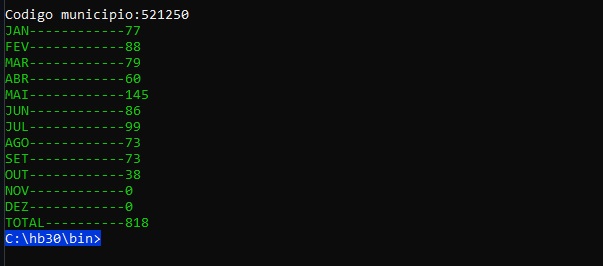 Codigo municipio:521250
JAN------------77
FEV------------88
MAR------------79
ABR------------60
MAI------------145
JUN------------86
JUL------------99
AGO------------73
SET------------73
OUT------------38
NOV------------0
DEZ------------0
TOTAL----------818
C:\hb30\bin>